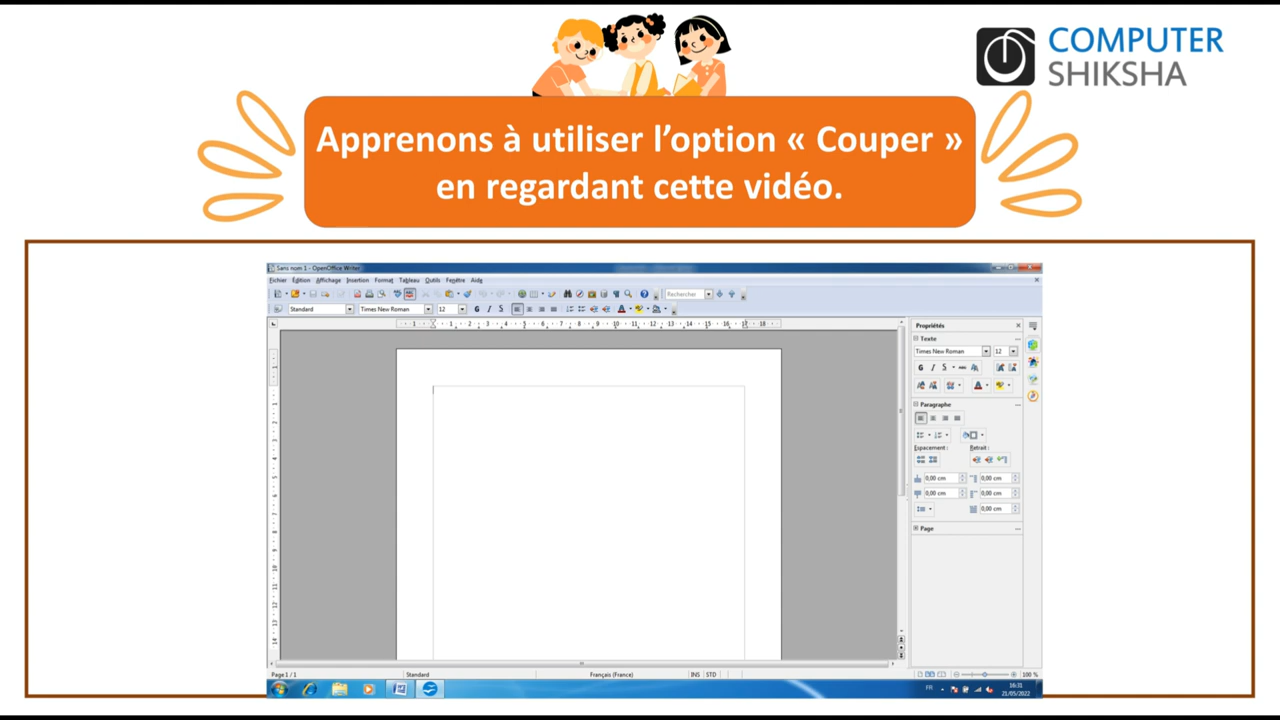 COMPUTER
SHIKSHA
Apprenons à utiliser l’option « Couper »
en regardant cette vidéo.
Sans nom 1 - OpenOffice Writer
Fichier Édition Affichage Insertion Format Tableau Outils Fenêtre Aide
Rechercher
Standard Times New Roman 12 G I S
Propriétés
Texte
Times New Roman 12
G I S
Paragraphe
Espacement : Retrait :
0,00 cm 0,00 cm
0,00 cm 0,00 cm
0,00 cm
Page
Page 1 / 1 Standard Français (France) INS STD 100 %
FR 16:31
21/05/2022